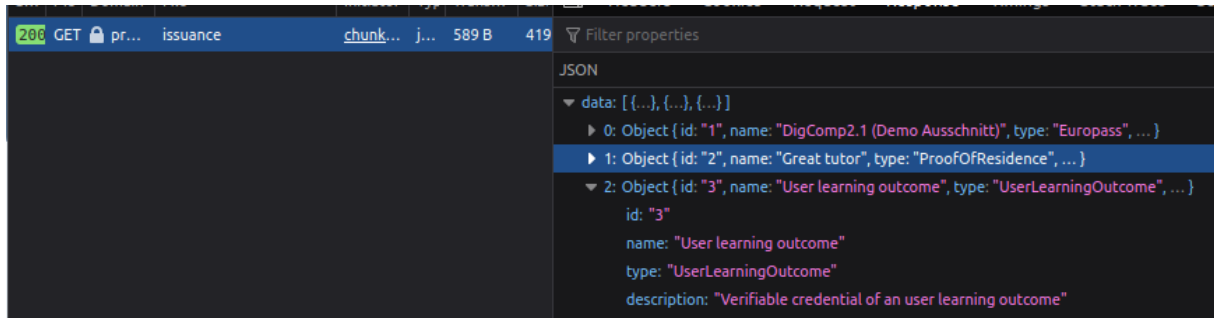 200 GET pr... issuance chunk... j... 589 B 419
Filter properties
JSON
data: [ {...}, {...}, {...} ]
0: Object { id: "1", name: "DigComp2.1 (Demo Ausschnitt)", type: "Europass", ... }
1: Object { id: "2", name: "Great tutor", type: "ProofOfResidence", ... }
2: Object { id: "3", name: "User learning outcome", type: "UserLearningOutcome", ... }
id: "3"
name: "User learning outcome"
type: "UserLearningOutcome"
description: "Verifiable credential of an user learning outcome"